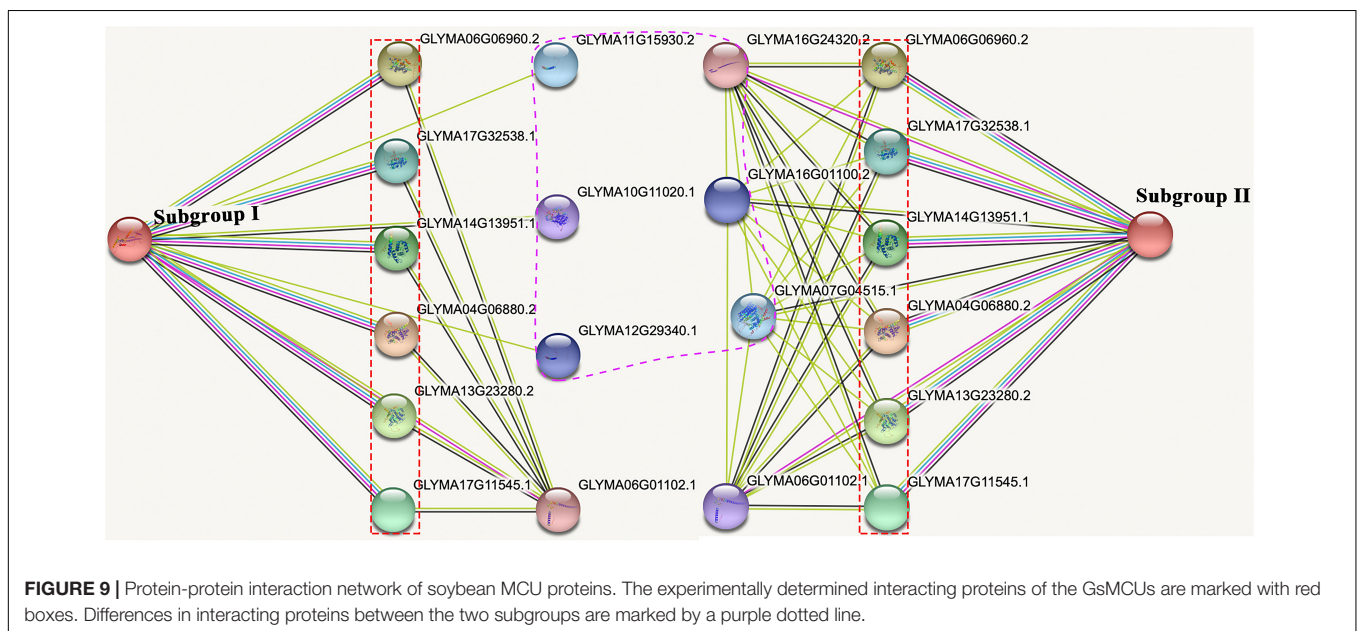 GLYMA06G06960.2
GLYMA11G15930.2
GLYMA16G24320.2
GLYMA06G06960.2
GLYMA17G32538.1
GLYMA17G32538.1
GLYMA10G11020.1
GLYMA16G01100.2
Subgroup I
Subgroup II
GLYMA14G13951.1
GLYMA14G13951.1
GLYMA04G06880.2
GLYMA12G29340.1
GLYMA07G04515.1
GLYMA04G06880.2
GLYMA13G23280.2
GLYMA13G23280.2
GLYMA17G11545.1
GLYMA06G01102.1
GLYMA06G01102.1
GLYMA17G11545.1
FIGURE 9 | Protein-protein interaction network of soybean MCU proteins. The experimentally determined interacting proteins of the GsMCUs are marked with red
boxes. Differences in interacting proteins between the two subgroups are marked by a purple dotted line.